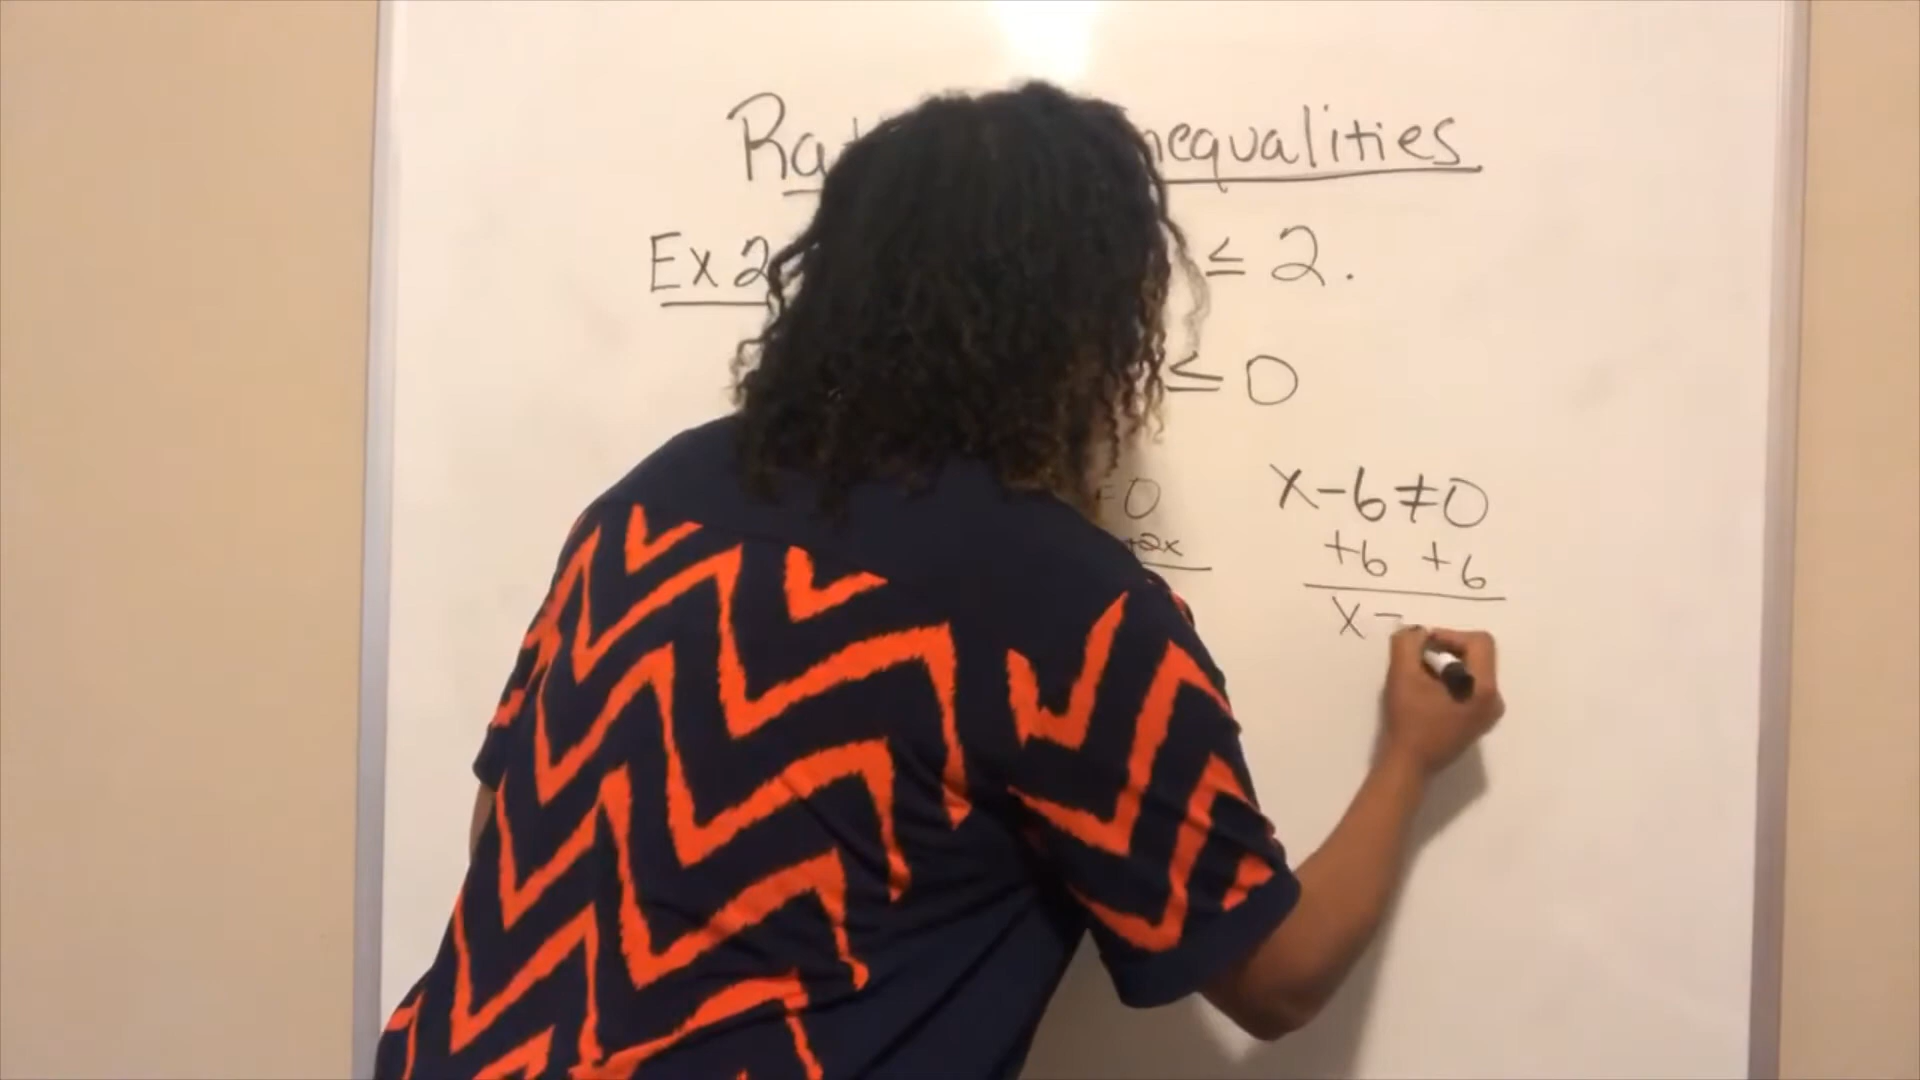 Ra nequalities
Ex 2 ≤ 2.
≤ 0
= 0
+2x
x-6≠0
+6 +6
x